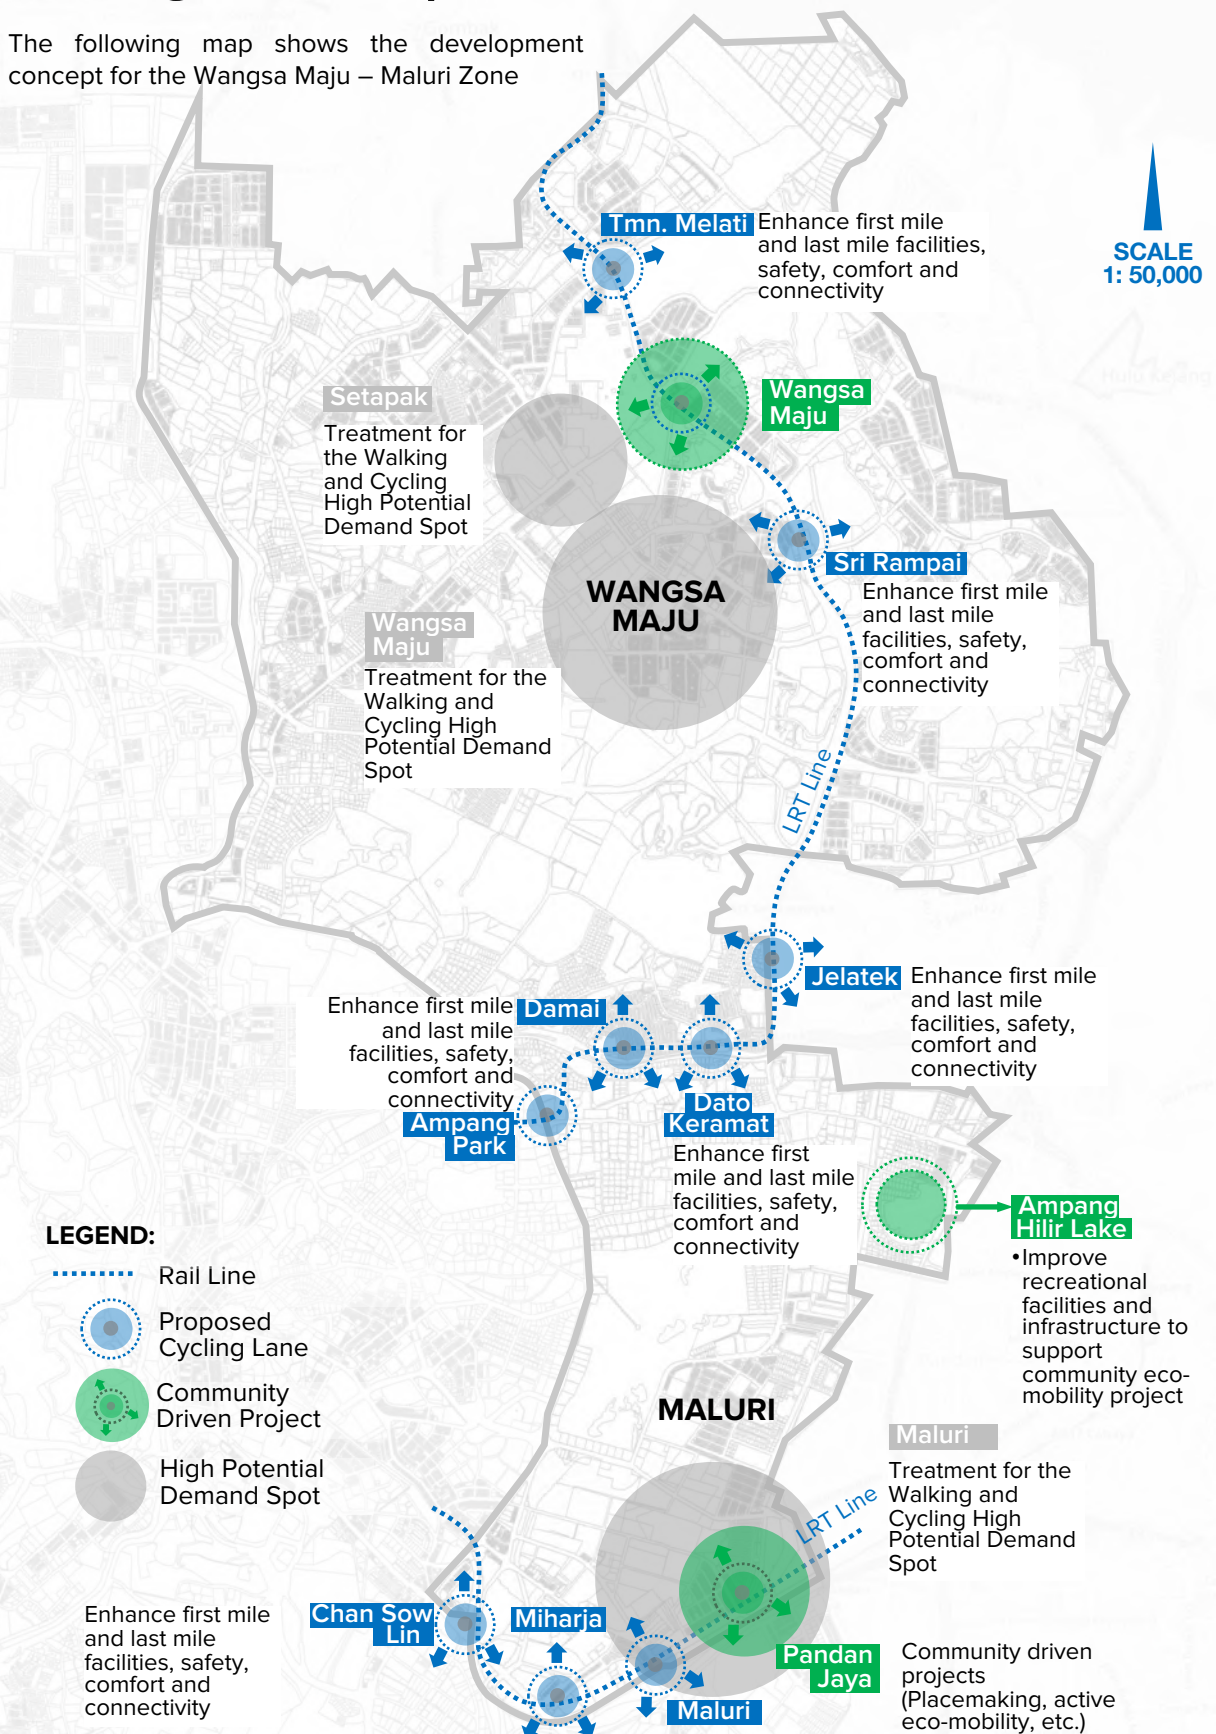 The following map shows the development
concept for the Wangsa Maju – Maluri Zone
SCALE
1: 50,000
Tmn. Melati
Enhance first mile
and last mile facilities,
safety, comfort and
connectivity
Setapak
Treatment for
the Walking
and Cycling
High Potential
Demand Spot
Wangsa
Maju
WANGSA
MAJU
Sri Rampai
Enhance first mile
and last mile
facilities, safety,
comfort and
connectivity
Wangsa
Maju
Treatment for the
Walking and
Cycling High
Potential Demand
Spot
LRT Line
Jelatek
Enhance first mile
and last mile
facilities, safety,
comfort and
connectivity
Enhance first mile
and last mile
facilities, safety,
comfort and
connectivity
Damai
Ampang
Park
Dato
Keramat
Enhance first
mile and last mile
facilities, safety,
comfort and
connectivity
Ampang
Hilir Lake
•Improve
recreational
facilities and
infrastructure to
support
community eco-
mobility project
LEGEND:
Rail Line
Proposed
Cycling Lane
Community
Driven Project
High Potential
Demand Spot
MALURI
Maluri
Treatment for the
Walking and
Cycling High
Potential Demand
Spot
LRT Line
Enhance first mile
and last mile
facilities, safety,
comfort and
connectivity
Chan Sow
Lin
Miharja
Maluri
Pandan
Jaya
Community driven
projects
(Placemaking, active
eco-mobility, etc.)